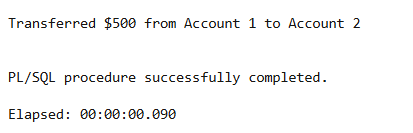 Transferred $500 from Account 1 to Account 2
PL/SQL procedure successfully completed.
Elapsed: 00:00:00.090